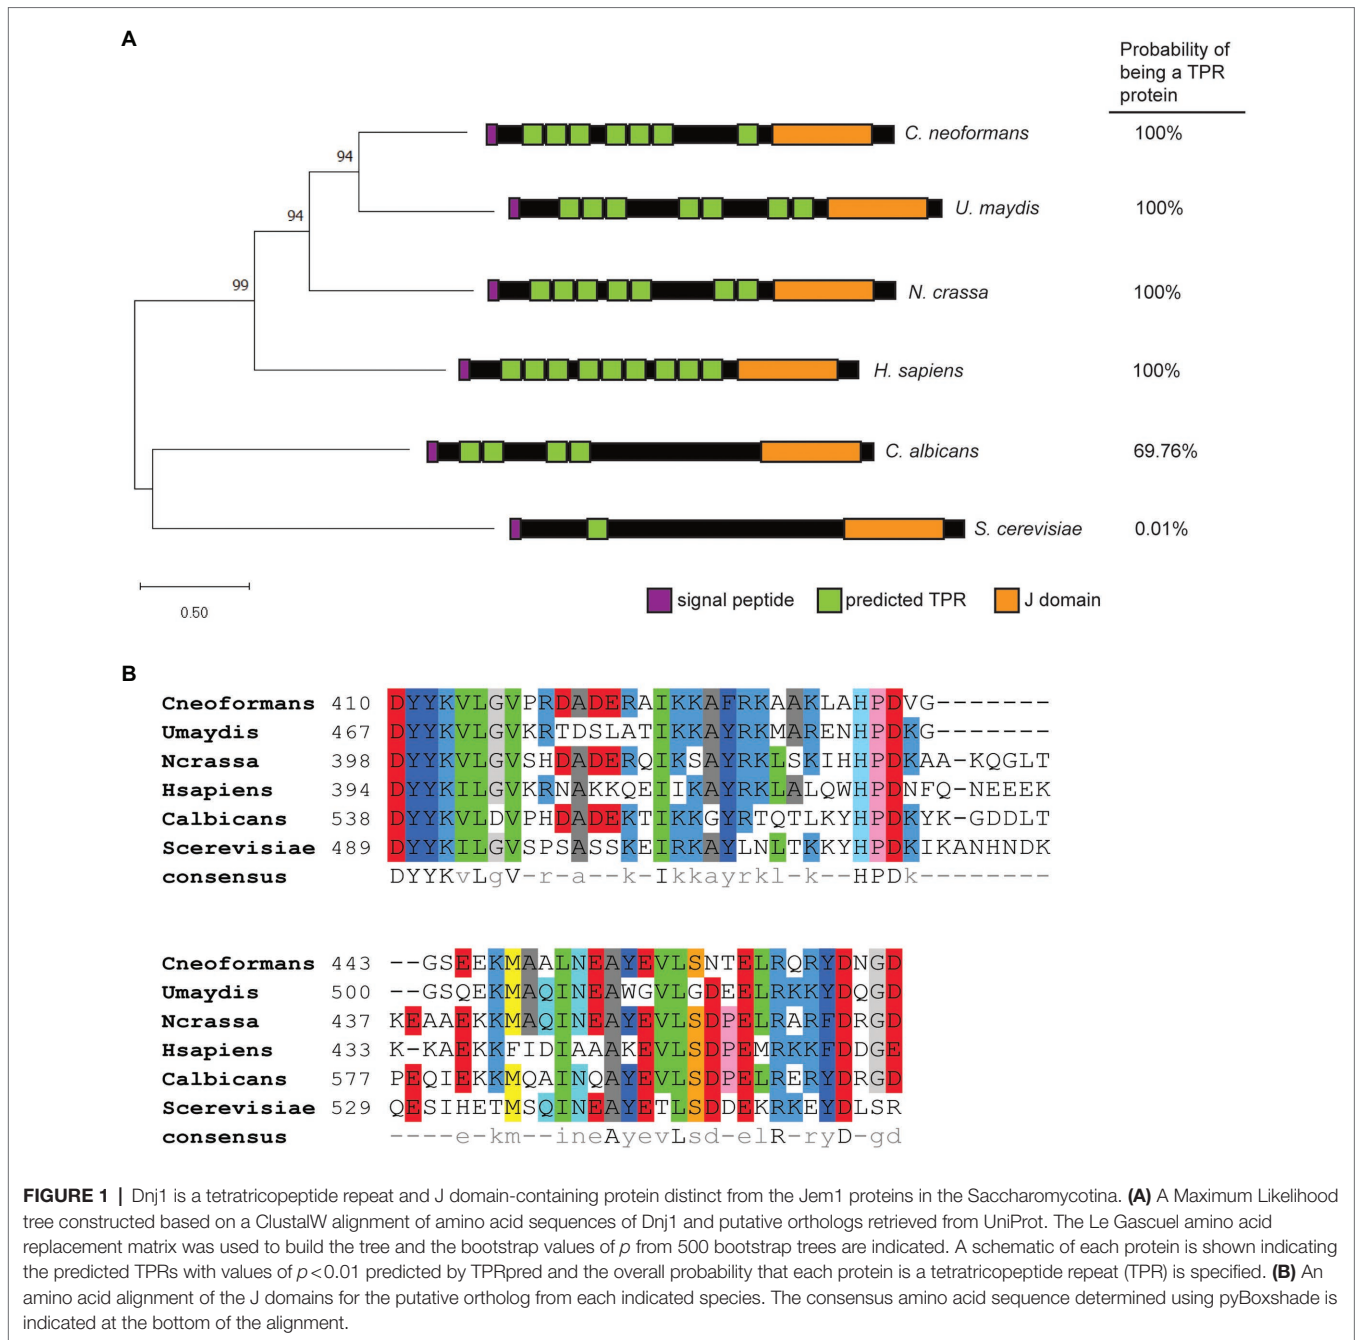 A
Probability of
being a TPR
protein
C. neoformans 100%
94
U. maydis 100%
94
N. crassa 100%
99
H. sapiens 100%
C. albicans 69.76%
S. cerevisiae 0.01%
0.50
signal peptide predicted TPR J domain
B
Cneoformans 410 DYYKVLGVPRDADERAIKKAFRKAAKLAHPDVG-------
Umaydis 467 DYYKVLGVKRTDSLATIKKAYRKMARENHPDKG-------
Ncrassa 398 DYYKVLGVSHDADERQIKSAYRKLSKIHHPDKAA-KQGLT
Hsapiens 394 DYYKILGVKRNAKKQEIIKAYRKLALQWHPDNFQ-NEEEK
Calbicans 538 DYYKVLDVPHDADEKTIKKGYRTQTLKYHPDKYK-GDDLT
Scerevisiae 489 DYYKILGVSPSASSKEIRKAYLNLTKKYHPDKIKANHNDK
consensus DYYKvLgV-r-a--k-Ikkayrkl-k--HPDk--------
Cneoformans 443 --GSEEKMAALNEAYEVLSNTELRQRYDNGD
Umaydis 500 --GSQEKMAQINEAWGVLGDEELRKKYDQGD
Ncrassa 437 KEAAEKKMAQINEAYEVLSDPELRARFDRGD
Hsapiens 433 K-KAEKKFIDIAAAKEVLSDPEMRKKFDDGE
Calbicans 577 PEQIEKKMQAINQAYEVLSDPELRERYDRGD
Scerevisiae 529 QESIHETMSQINEAYETLSDDEKRKEYDLSR
consensus ----e-km--ineAyevLsd-elR-ryD-gd
FIGURE 1 | Dnj1 is a tetratricopeptide repeat and J domain-containing protein distinct from the Jem1 proteins in the Saccharomycotina. (A) A Maximum Likelihood
tree constructed based on a ClustalW alignment of amino acid sequences of Dnj1 and putative orthologs retrieved from UniProt. The Le Gascuel amino acid
replacement matrix was used to build the tree and the bootstrap values of p from 500 bootstrap trees are indicated. A schematic of each protein is shown indicating
the predicted TPRs with values of p<0.01 predicted by TPRpred and the overall probability that each protein is a tetratricopeptide repeat (TPR) is specified. (B) An
amino acid alignment of the J domains for the putative ortholog from each indicated species. The consensus amino acid sequence determined using pyBoxshade is
indicated at the bottom of the alignment.